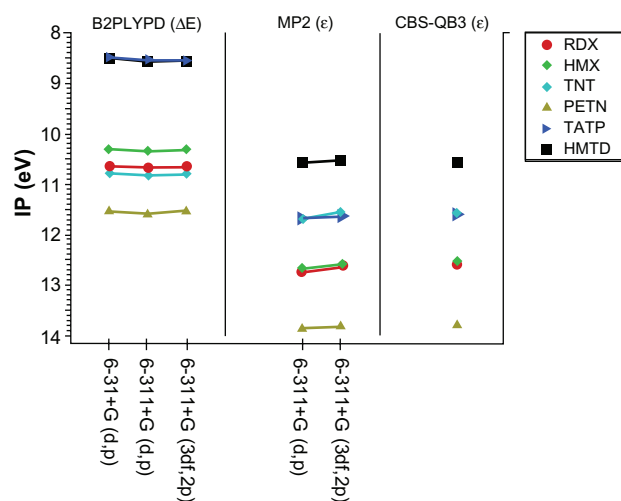 B2PLYPD (ΔE)
MP2 (ε)
CBS-QB3 (ε)
IP (eV)
8
9
10
11
12
13
14
6-31+G (d,p)
6-311+G (d,p)
6-311+G (3df,2p)
6-311+G (d,p)
6-311+G (3df,2p)
RDX
HMX
TNT
PETN
TATP
HMTD